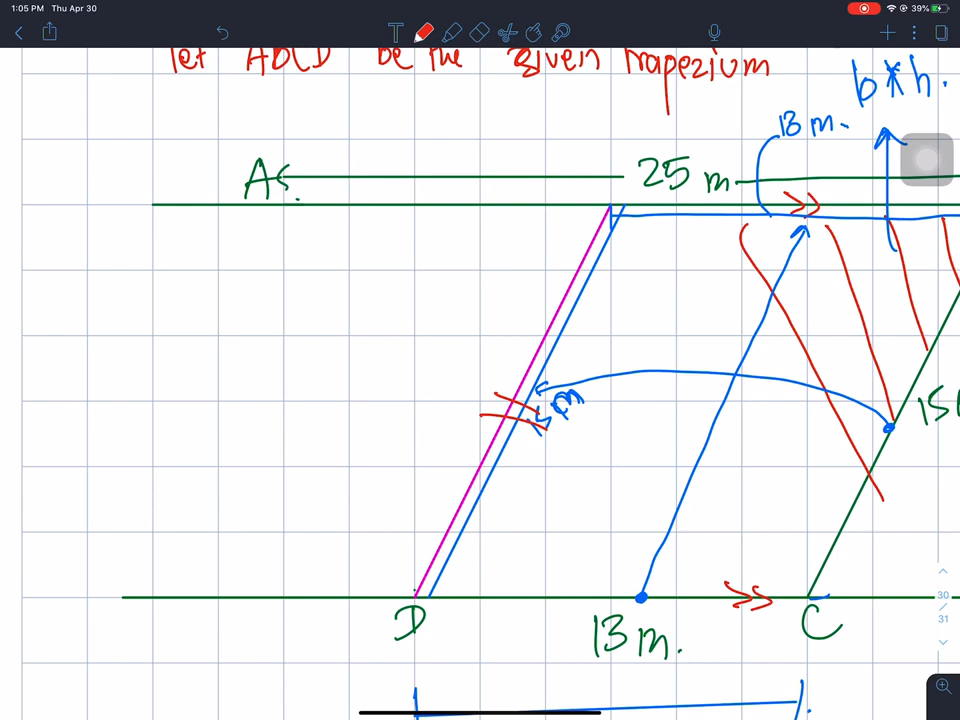 1:05 PM Thu Apr 30
39%
let ABCD be the given trapezium
b*h.
13 m.
A
25 m
15 m
15
30
/
31
D
13 m.
C